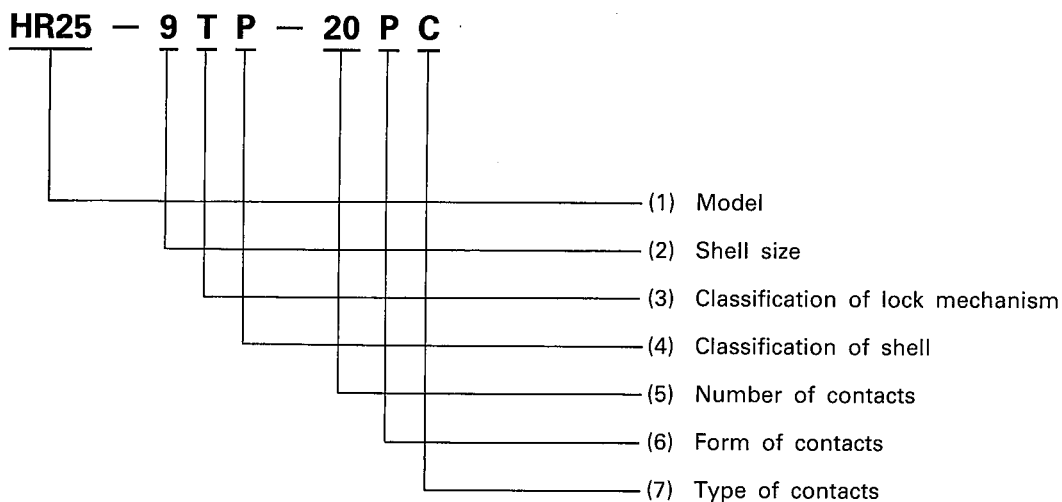 HR25 – 9 T P – 20 P C
(1) Model
(2) Shell size
(3) Classification of lock mechanism
(4) Classification of shell
(5) Number of contacts
(6) Form of contacts
(7) Type of contacts